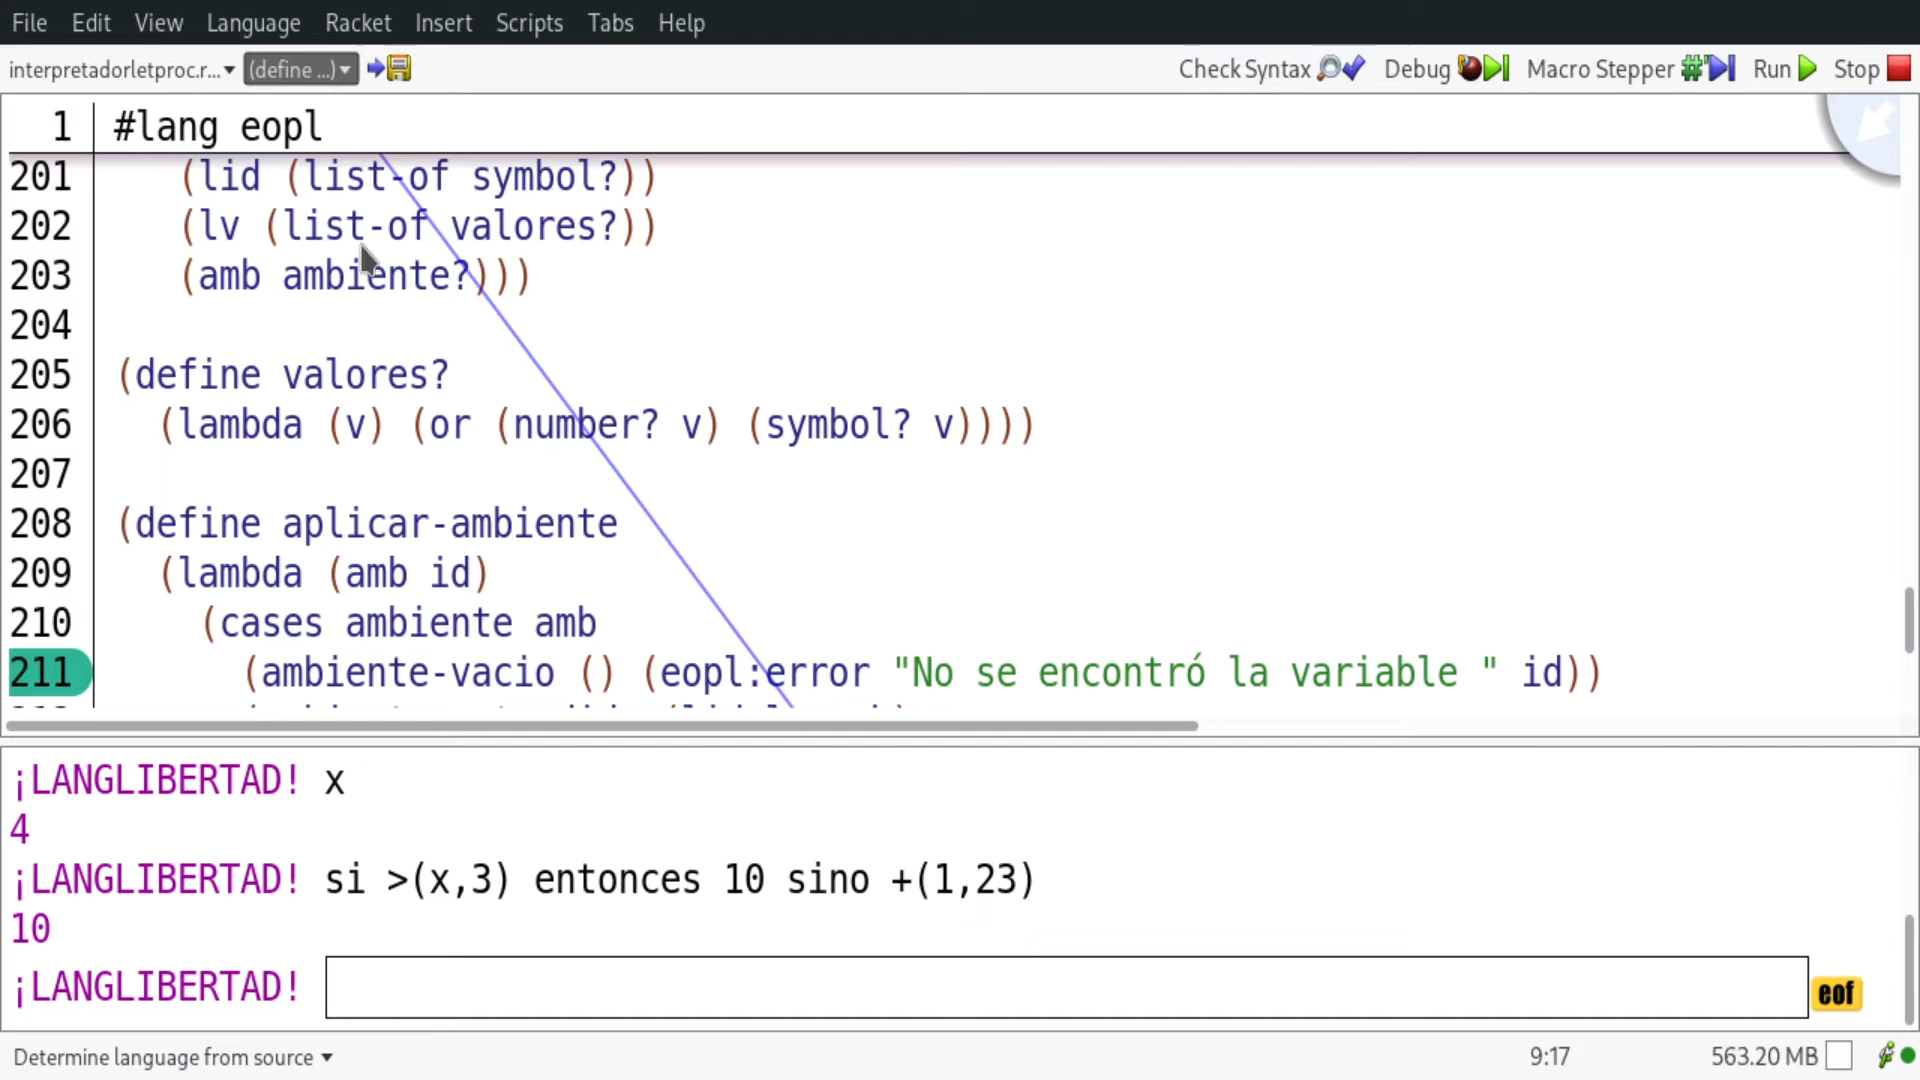 File Edit View Language Racket Insert Scripts Tabs Help
interpretadorletproc.r... (define ...) Check Syntax Debug Macro Stepper Run Stop
1 #lang eopl
201 (lid (list-of symbol?))
202 (lv (list-of valores?))
203 (amb ambiente?)))
204
205 (define valores?
206 (lambda (v) (or (number? v) (symbol? v))))
207
208 (define aplicar-ambiente
209 (lambda (amb id)
210 (cases ambiente amb
211 (ambiente-vacio () (eopl:error "No se encontró la variable " id))
¡LANGLIBERTAD! x
4
¡LANGLIBERTAD! si >(x,3) entonces 10 sino +(1,23)
10
¡LANGLIBERTAD!
eof
Determine language from source 9:17 563.20 MB